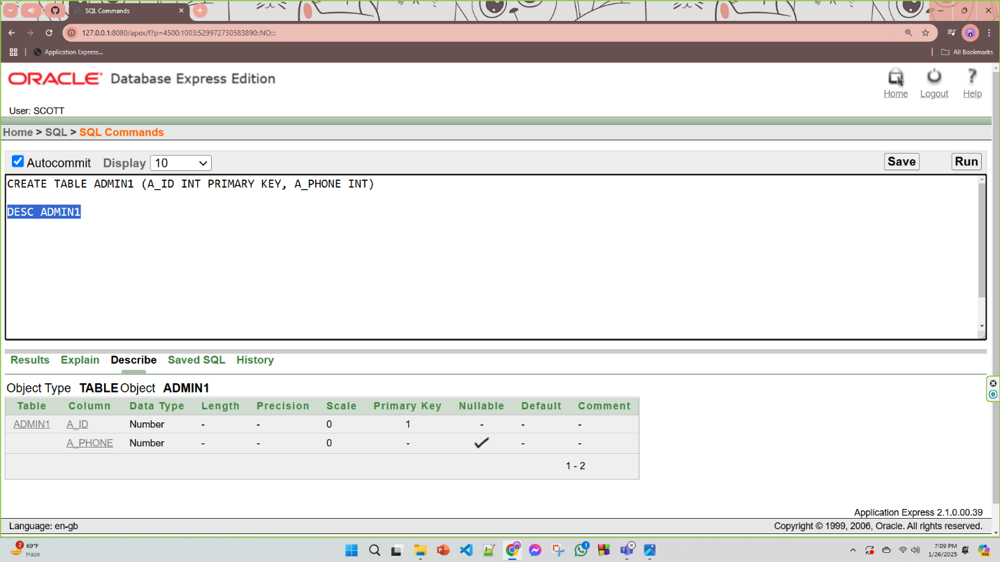 SQL Commands
127.0.0.1:8080/apex/f?p=4500:1003:529972730583890::NO:::
Application Express...
All Bookmarks
ORACLE Database Express Edition
Home Logout Help
User: SCOTT
Home > SQL > SQL Commands
Autocommit Display 10 Save Run
CREATE TABLE ADMIN1 (A_ID INT PRIMARY KEY, A_PHONE INT)
DESC ADMIN1
Results Explain Describe Saved SQL History
Object Type TABLE Object ADMIN1
Table Column Data Type Length Precision Scale Primary Key Nullable Default Comment
ADMIN1 A_ID Number - - 0 1 - - -
A_PHONE Number - - 0 - - -
1 - 2
Application Express 2.1.0.00.39
Language: en-gb Copyright © 1999, 2006, Oracle. All rights reserved.
2 69°F 1 7:09 PM
Haze 1/26/2025 PRE